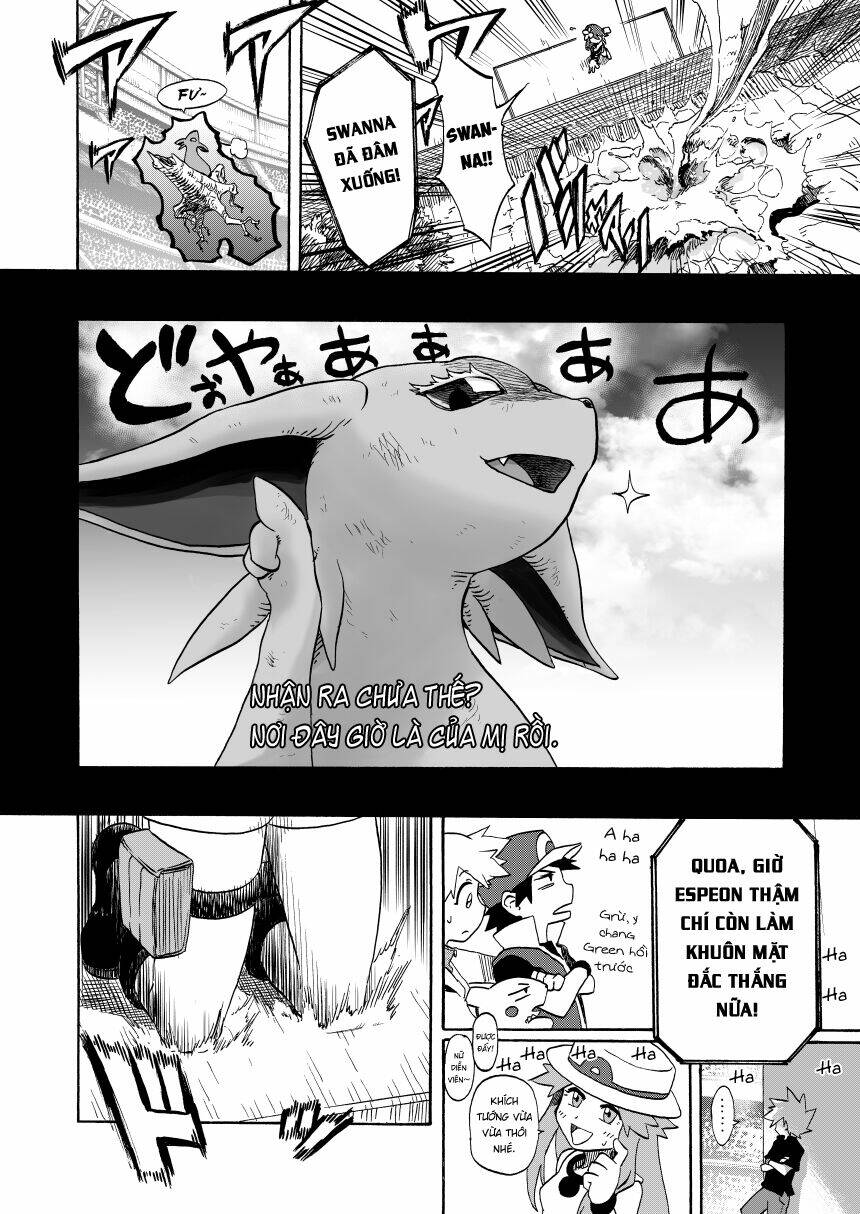 SWAN-
NA!!
SWANNA
ĐÃ ĐÂM
XUỐNG!
FƯ~
どぉやぁああああ
NHẬN RA CHƯA THẾ?
NƠI ĐÂY GIỜ LÀ CỦA MỊ RỒI.
QUOA, GIỜ
ESPEON THẬM
CHÍ CÒN LÀM
KHUÔN MẶT
ĐẮC THẮNG
NỮA!
A ha
ha ha
Grừ, y
chang
Green hồi
trước
Ha
Ha
Ha
Ha
......
Ha
Ha
Ha
Ha
ĐƯỢC
ĐẤY!
NỮ
DIỄN
VIÊN~
KHÍCH
TƯỚNG VỪA
VỪA THÔI
NHÉ.